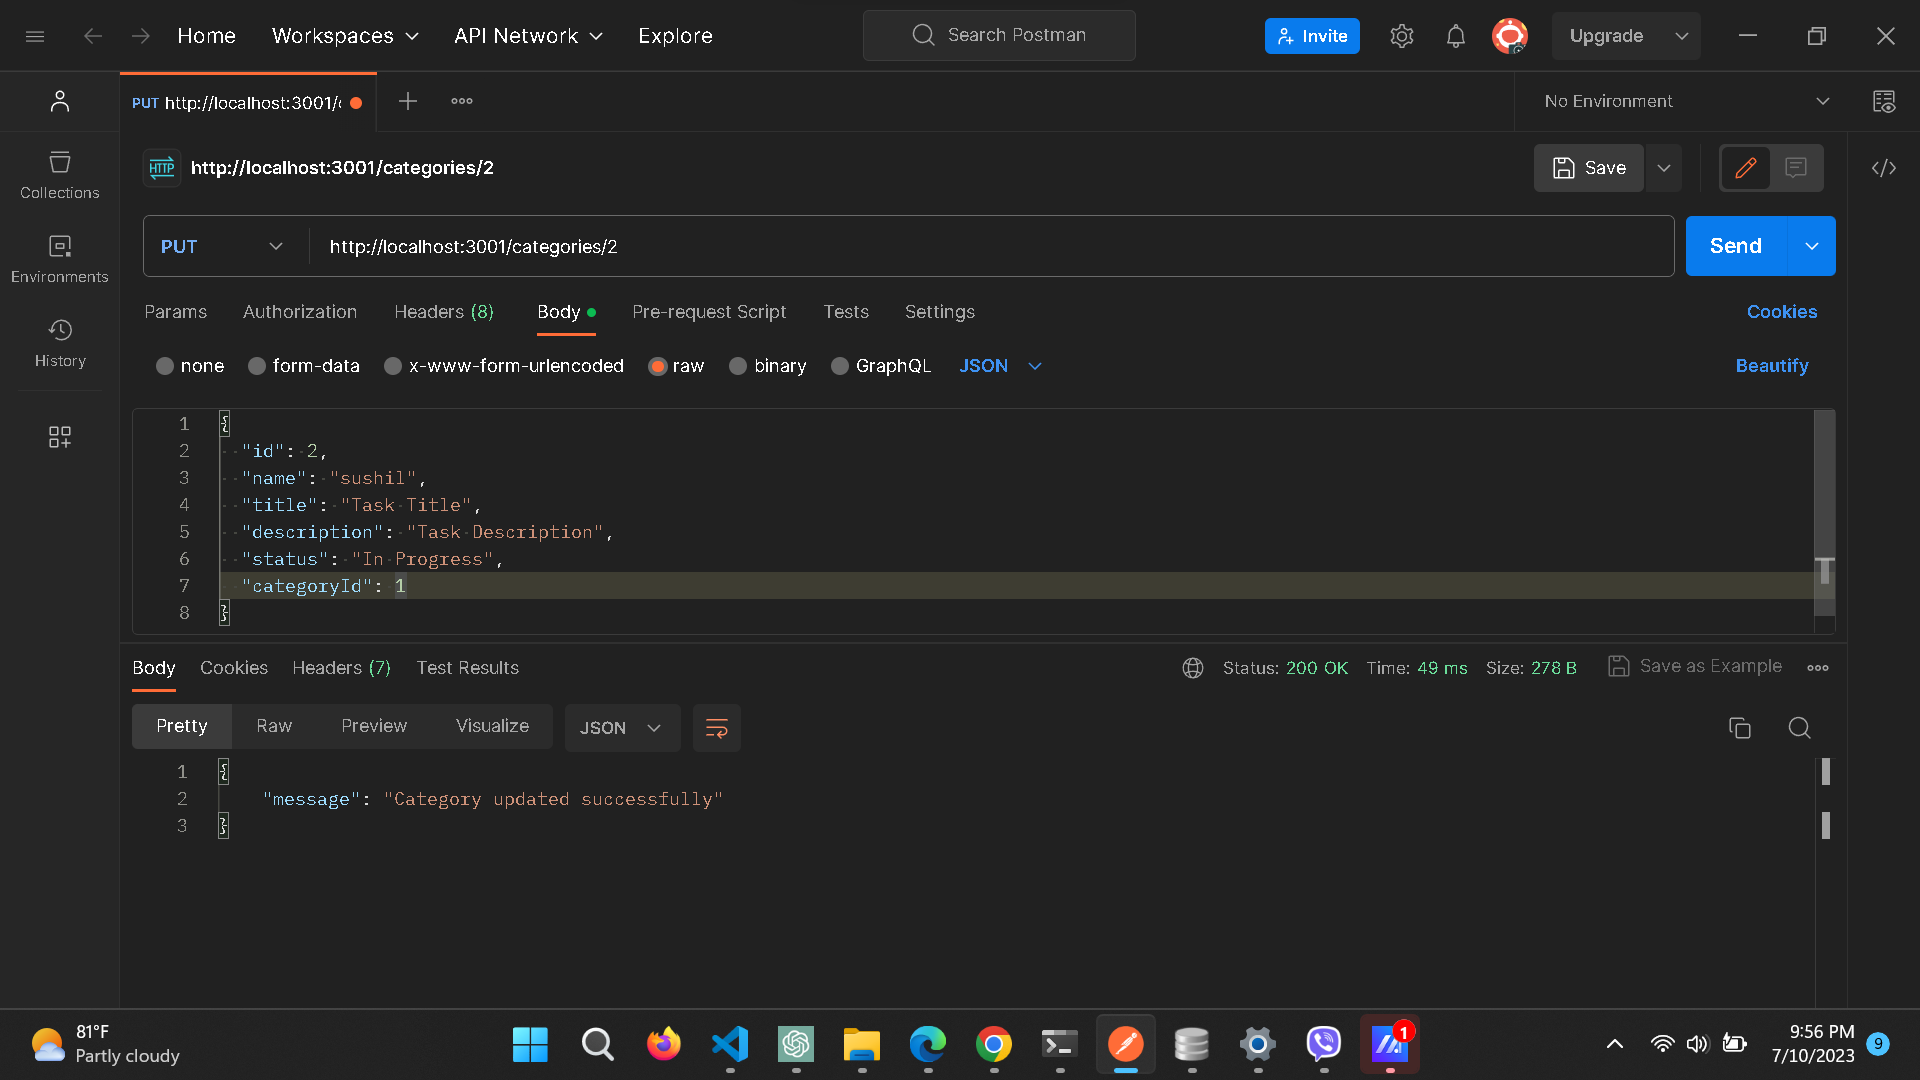 Home Workspaces API Network Explore Search Postman Invite Upgrade
PUT http://localhost:3001/ No Environment
HTTP http://localhost:3001/categories/2 Save
Collections
PUT http://localhost:3001/categories/2 Send
Environments
Params Authorization Headers (8) Body Pre-request Script Tests Settings Cookies
History
none form-data x-www-form-urlencoded raw binary GraphQL JSON Beautify
1 {
2 "id": 2,
3 "name": "sushil",
4 "title": "Task Title",
5 "description": "Task Description",
6 "status": "In Progress",
7 "categoryId": 1
8 }
Body Cookies Headers (7) Test Results Status: 200 OK Time: 49 ms Size: 278 B Save as Example
Pretty Raw Preview Visualize JSON
1 {
2 "message": "Category updated successfully"
3 }
81°F
Partly cloudy
1
9:56 PM
7/10/2023
9